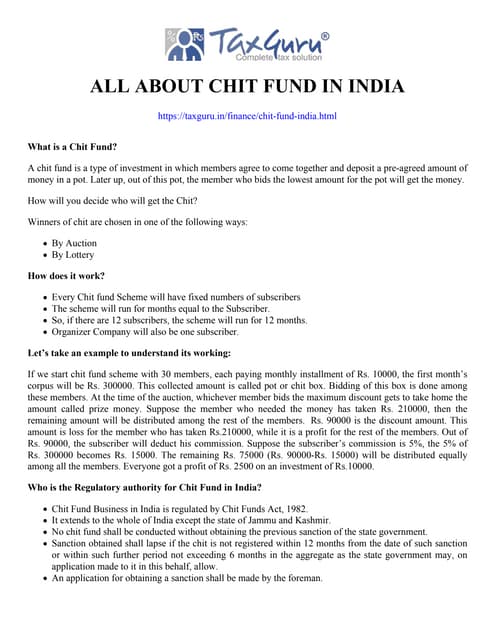 TaxGuru®
Complete tax solution
ALL ABOUT CHIT FUND IN INDIA
https://taxguru.in/finance/chit-fund-india.html
What is a Chit Fund?
A chit fund is a type of investment in which members agree to come together and deposit a pre-agreed amount of
money in a pot. Later up, out of this pot, the member who bids the lowest amount for the pot will get the money.
How will you decide who will get the Chit?
Winners of chit are chosen in one of the following ways:
• By Auction
• By Lottery
How does it work?
• Every Chit fund Scheme will have fixed numbers of subscribers
• The scheme will run for months equal to the Subscriber.
• So, if there are 12 subscribers, the scheme will run for 12 months.
• Organizer Company will also be one subscriber.
Let's take an example to understand its working:
If we start chit fund scheme with 30 members, each paying monthly installment of Rs. 10000, the first month's
corpus will be Rs. 300000. This collected amount is called pot or chit box. Bidding of this box is done among
these members. At the time of the auction, whichever member bids the maximum discount gets to take home the
amount called prize money. Suppose the member who needed the money has taken Rs. 210000, then the
remaining amount will be distributed among the rest of the members. Rs. 90000 is the discount amount. This
amount is loss for the member who has taken Rs.210000, while it is a profit for the rest of the members. Out of
Rs. 90000, the subscriber will deduct his commission. Suppose the subscriber's commission is 5%, the 5% of
Rs. 300000 becomes Rs. 15000. The remaining Rs. 75000 (Rs. 90000-Rs. 15000) will be distributed equally
among all the members. Everyone got a profit of Rs. 2500 on an investment of Rs.10000.
Who is the Regulatory authority for Chit Fund in India?
• Chit Fund Business in India is regulated by Chit Funds Act, 1982.
• It extends to the whole of India except the state of Jammu and Kashmir.
• No chit fund shall be conducted without obtaining the previous sanction of the state government.
• Sanction obtained shall lapse if the chit is not registered within 12 months from the date of such sanction
or within such further period not exceeding 6 months in the aggregate as the state government may, on
application made to it in this behalf, allow.
• An application for obtaining a sanction shall be made by the foreman.